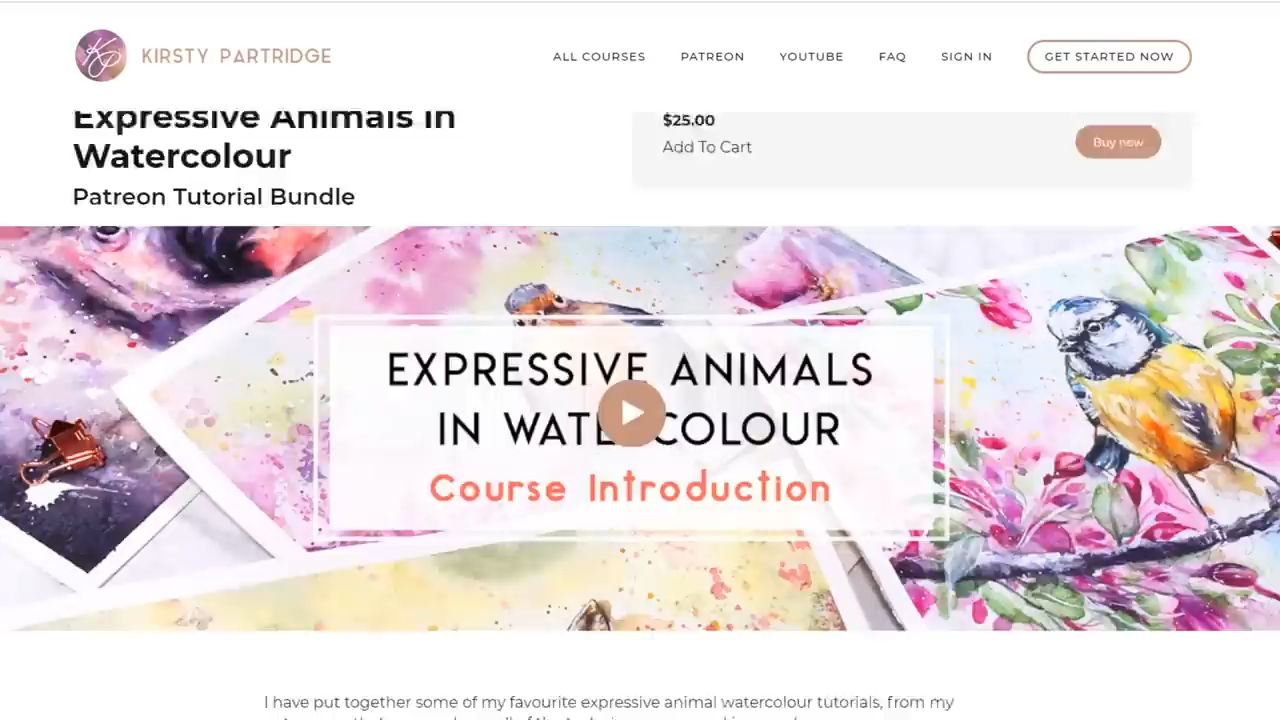 KIRSTY PARTRIDGE
ALL COURSES PATREON YOUTUBE FAQ SIGN IN GET STARTED NOW
Expressive Animals in
Watercolour
Patreon Tutorial Bundle
$25.00
Add To Cart
Buy now
EXPRESSIVE ANIMALS
IN WATERCOLOUR
Course Introduction
I have put together some of my favourite expressive animal watercolour tutorials, from my